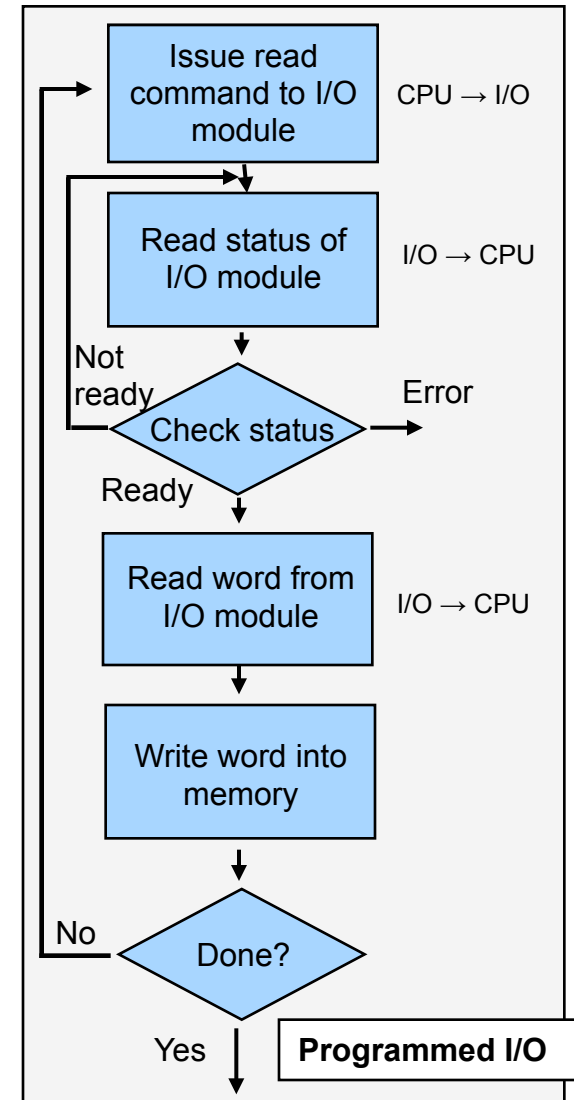 Issue read
command to I/O
module
CPU → I/O
Read status of
I/O module
I/O → CPU
Not
ready
Check status
Error
Ready
Read word from
I/O module
I/O → CPU
Write word into
memory
No
Done?
Yes
Programmed I/O